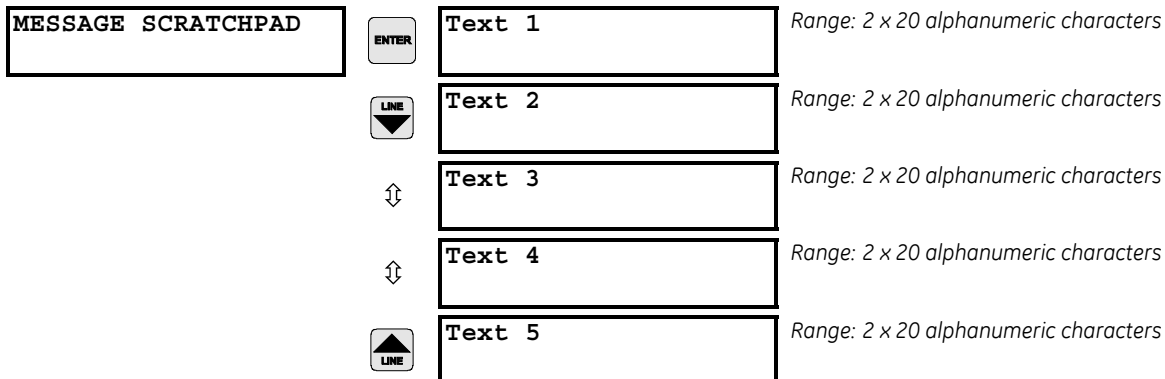 MESSAGE SCRATCHPAD
ENTER
Text 1
Range: 2 x 20 alphanumeric characters
LINE
Text 2
Range: 2 x 20 alphanumeric characters
Text 3
Range: 2 x 20 alphanumeric characters
Text 4
Range: 2 x 20 alphanumeric characters
LINE
Text 5
Range: 2 x 20 alphanumeric characters